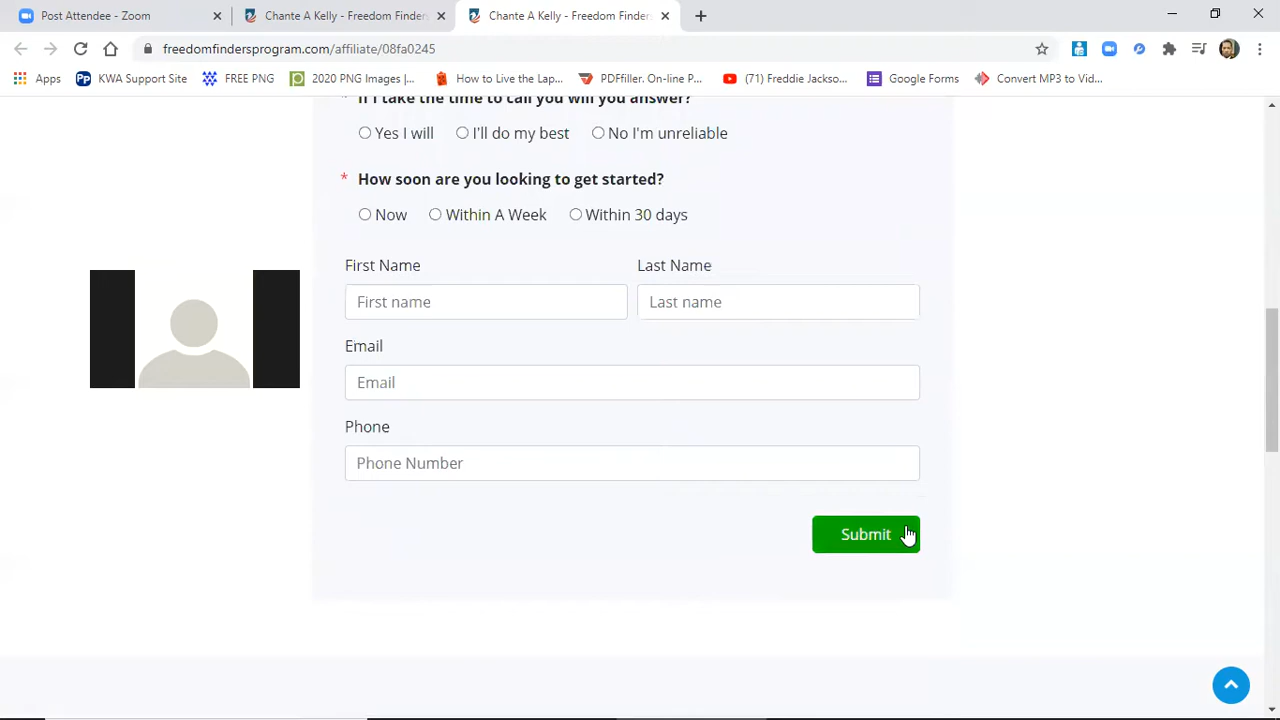 Post Attendee - Zoom
Chante A Kelly - Freedom Finders
Chante A Kelly - Freedom Finders
freedomfindersprogram.com/affiliate/08fa0245
Apps
KWA Support Site
FREE PNG
2020 PNG Images |...
How to Live the Lap...
PDFfiller. On-line P...
(71) Freddie Jackso...
Google Forms
Convert MP3 to Vid...
* If I take the time to call you will you answer?
Yes I will I'll do my best No I'm unreliable
* How soon are you looking to get started?
Now Within A Week Within 30 days
First Name Last Name
First name Last name
Email
Email
Phone
Phone Number
Submit